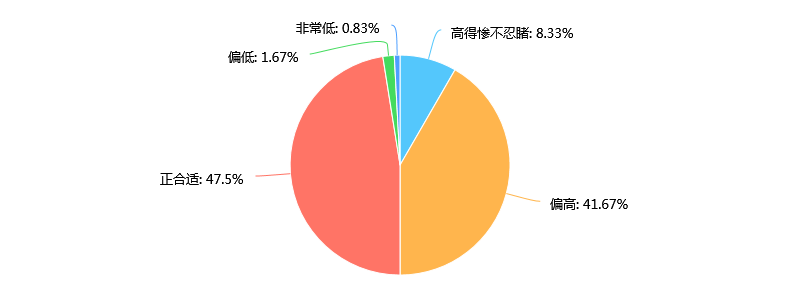 非常低: 0.83%
高得惨不忍睹: 8.33%
偏低: 1.67%
正合适: 47.5%
偏高: 41.67%